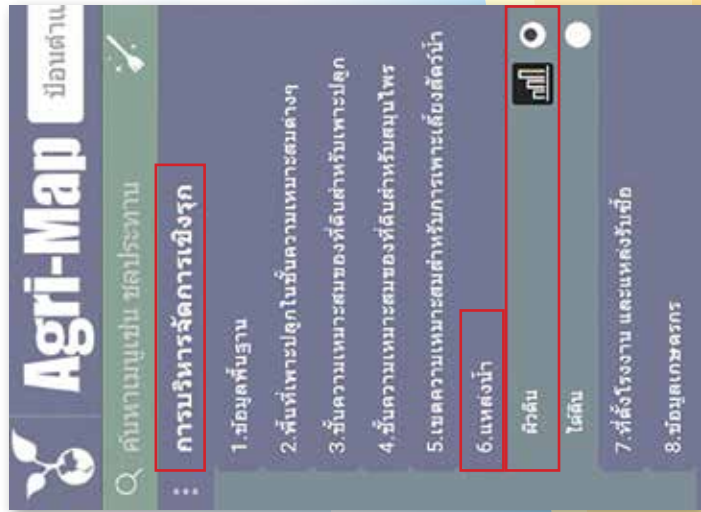 Agri-Map
ป้อนตำแ
ค้นหาเมนูเช่น ชลประทาน
การบริหารจัดการเชิงรุก
1.ข้อมูลพื้นฐาน
2.พื้นที่เพาะปลูกในชั้นความเหมาะสมต่างๆ
3.ชั้นความเหมาะสมของที่ดินสำหรับเพาะปลูก
4.ชั้นความเหมาะสมของที่ดินสำหรับสมุนไพร
5.เขตความเหมาะสมสำหรับการเพาะเลี้ยงสัตว์น้ำ
6.แหล่งน้ำ
ผิวดิน
ใต้ดิน
7.ที่ตั้งโรงงาน และแหล่งรับซื้อ
8.ข้อมูลเกษตรกร